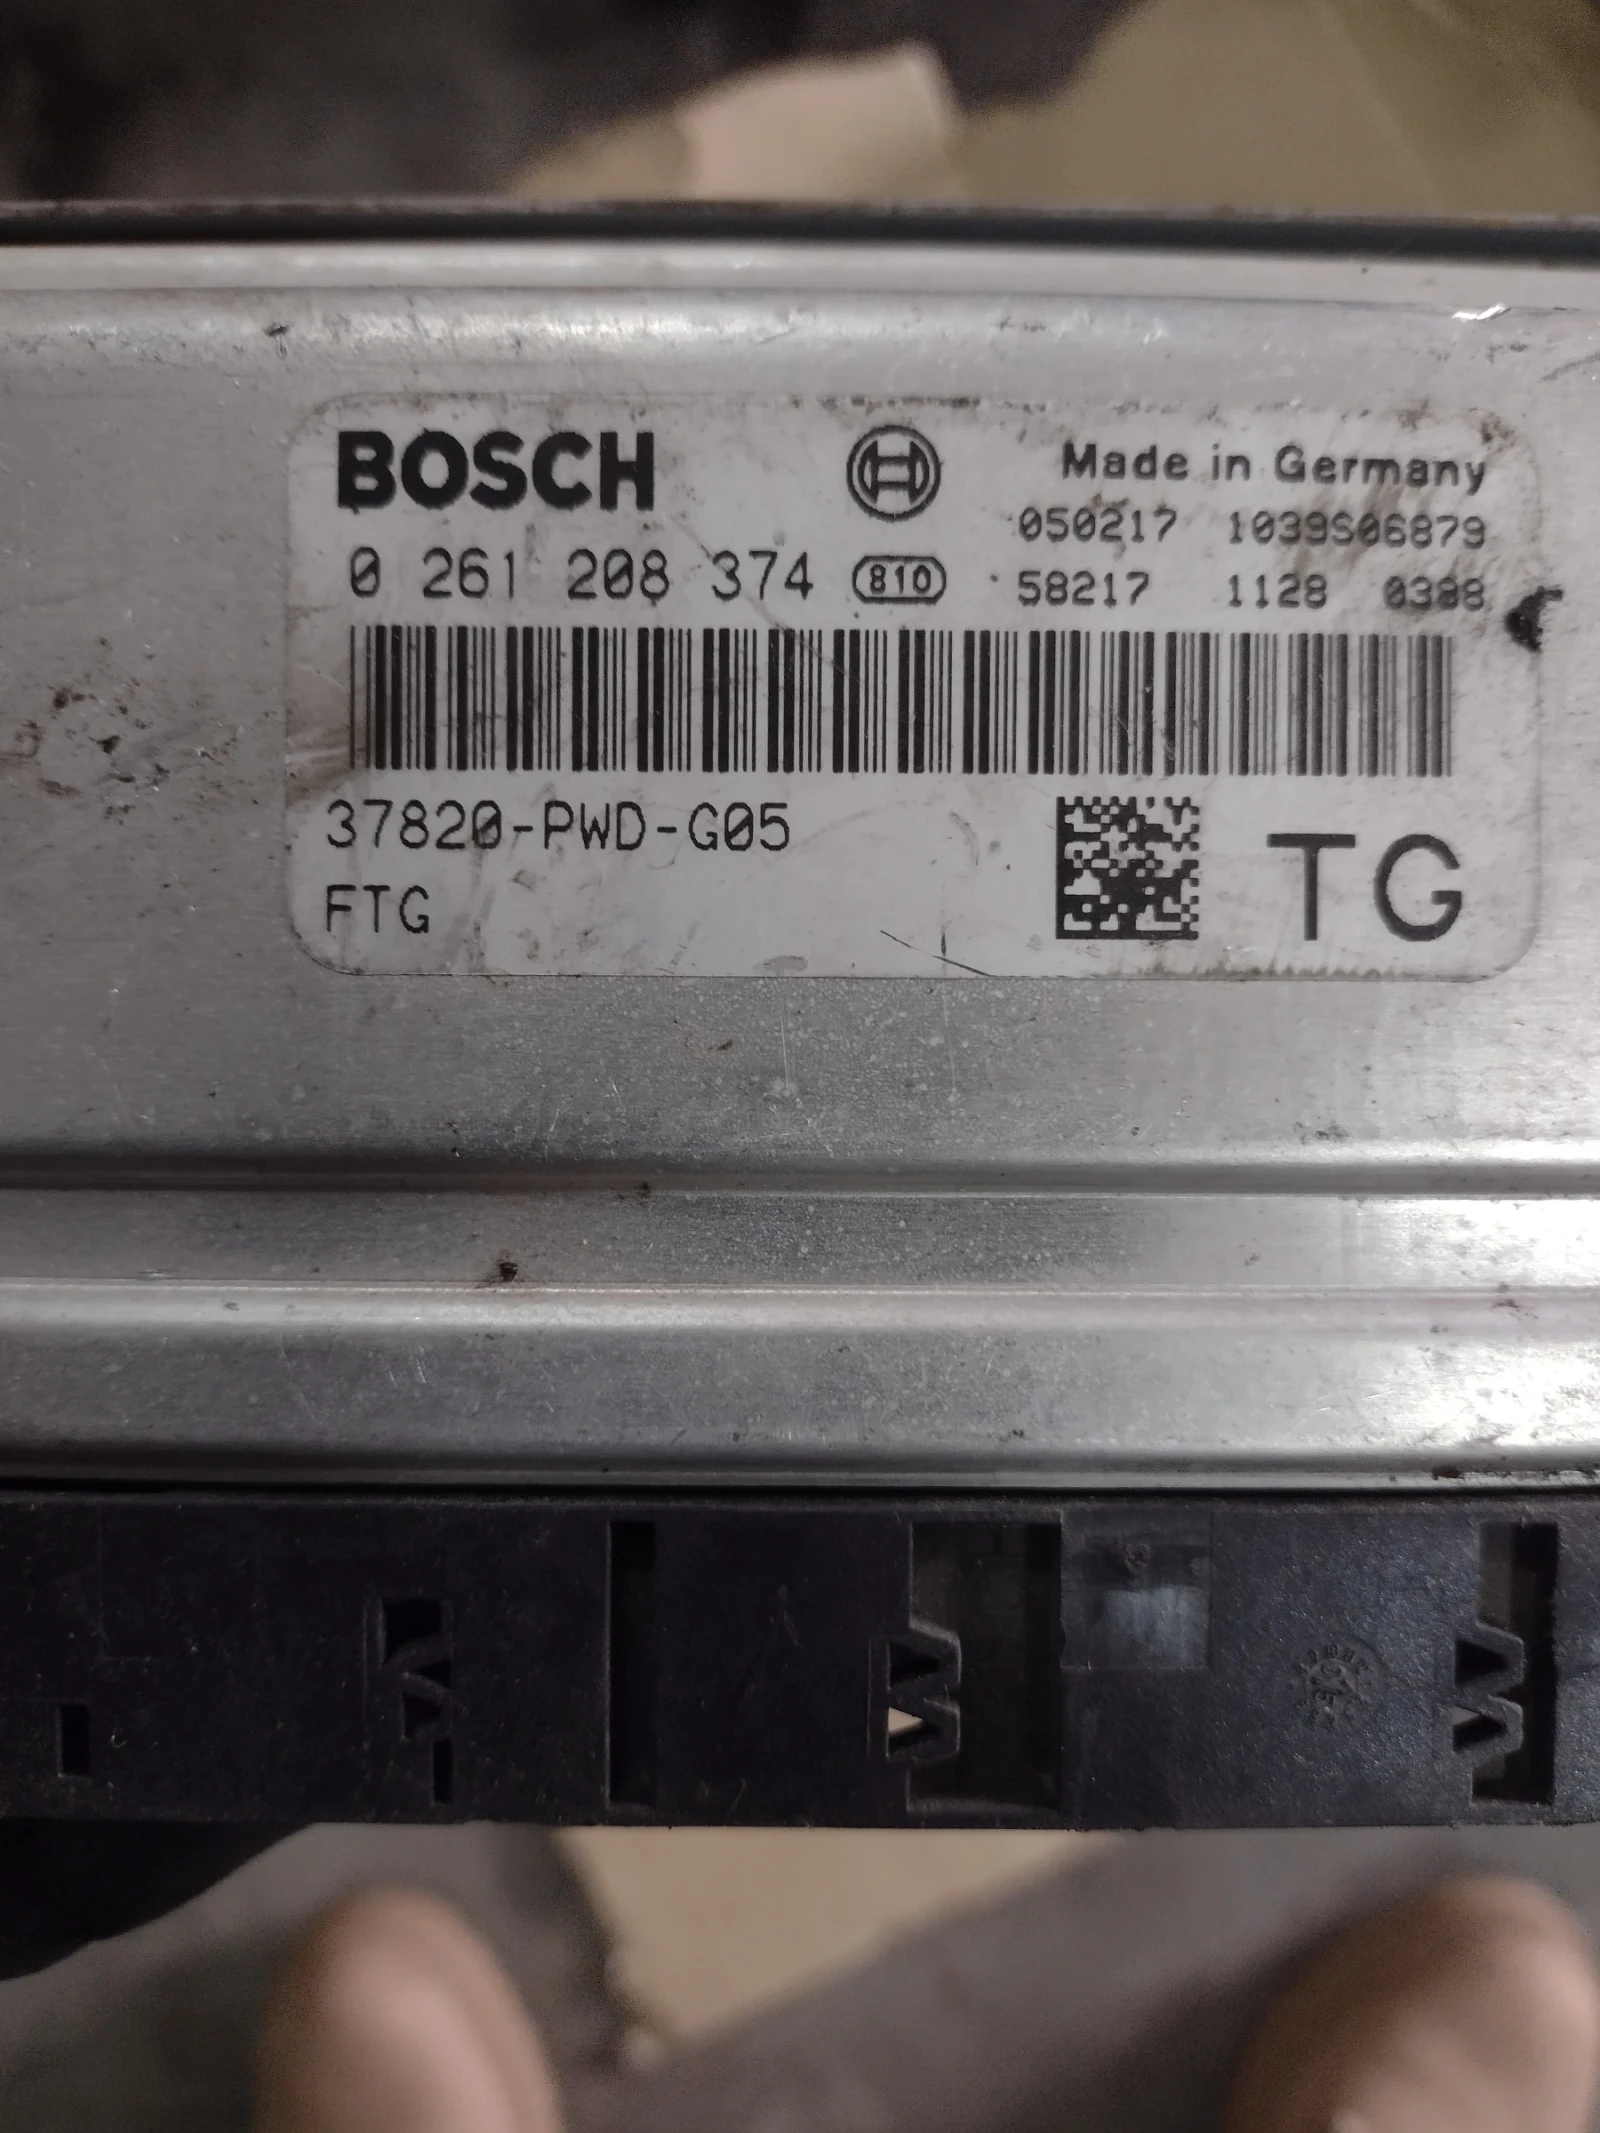 BOSCH
Made in Germany
050217 1039S06879
0 261 208 374 810
58217 1128 0388
37820-PWD-G05
FTG
TG